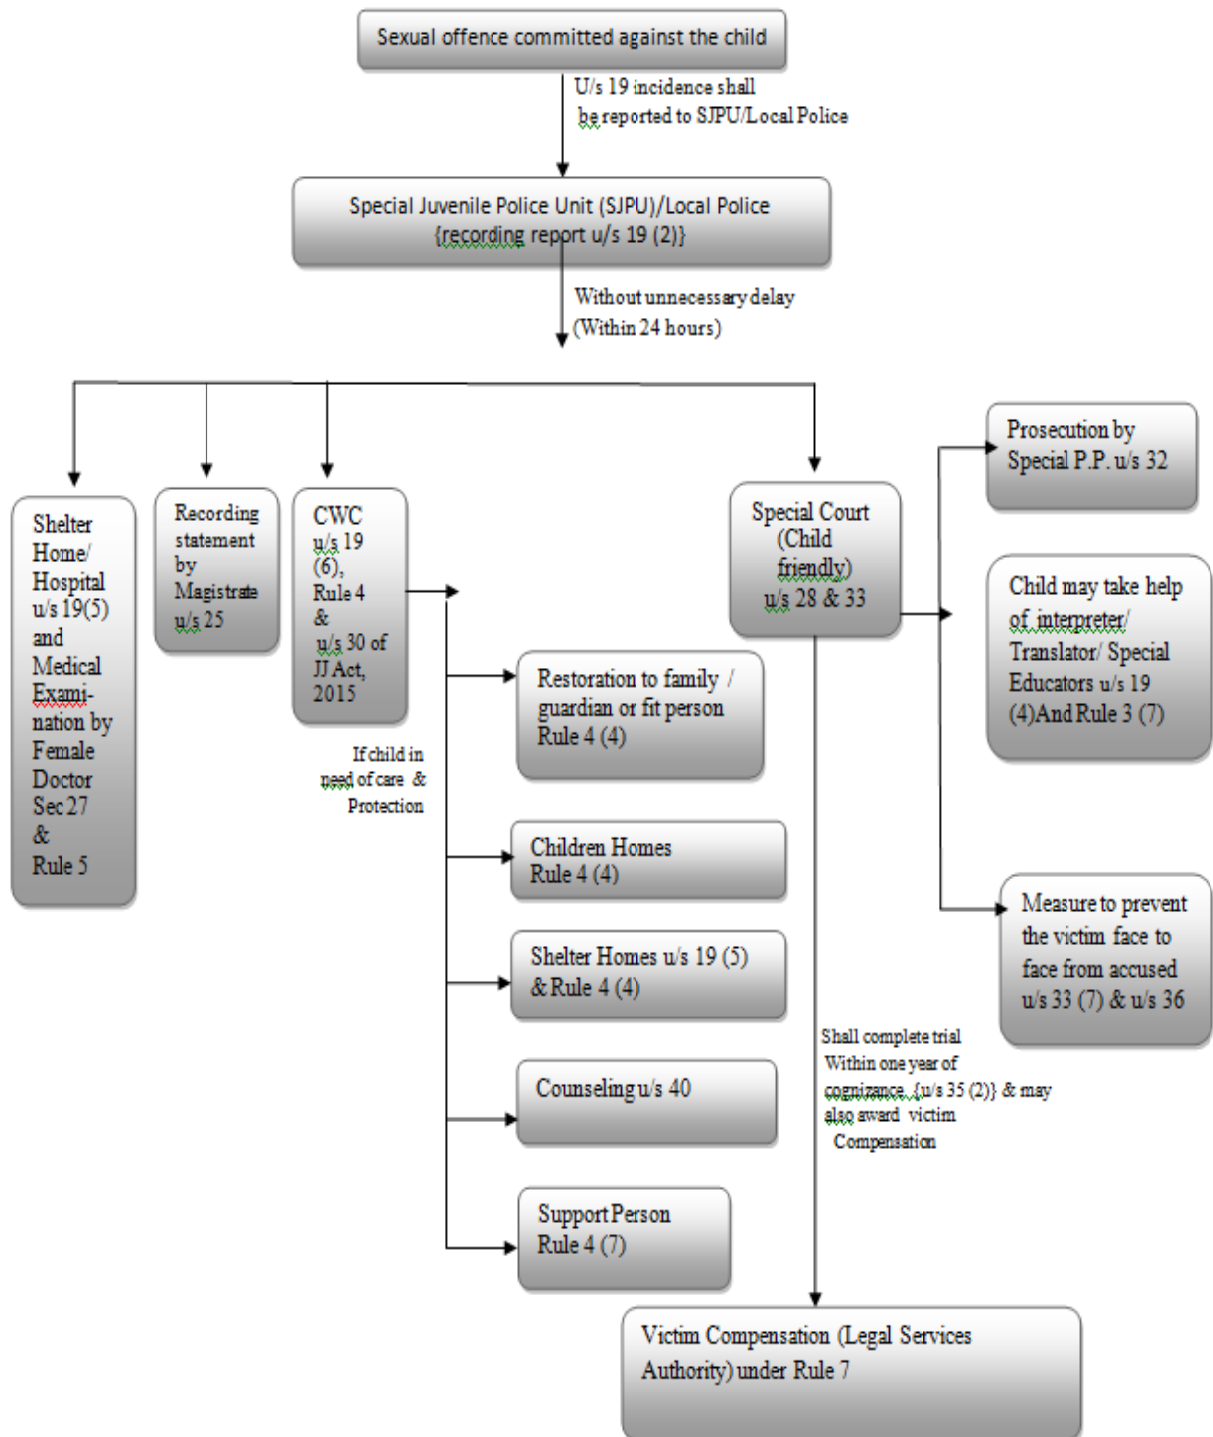 Sexual offence committed against the child
U/s 19 incidence shall
be reported to SJPU/Local Police
Special Juvenile Police Unit (SJPU)/Local Police
{recording report u/s 19 (2)}
Without unnecessary delay
(Within 24 hours)
Shelter
Home/
Hospital
u/s 19(5)
and
Medical
Exami-
nation by
Female
Doctor
Sec 27
&
Rule 5
Recording
statement
by
Magistrate
u/s 25
CWC
u/s 19
(6),
Rule 4
&
u/s 30 of
JJ Act,
2015
If child in
need of care &
Protection
Restoration to family /
guardian or fit person
Rule 4 (4)
Children Homes
Rule 4 (4)
Shelter Homes u/s 19 (5)
& Rule 4 (4)
Counseling u/s 40
Support Person
Rule 4 (7)
Special Court
(Child
friendly)
u/s 28 & 33
Prosecution by
Special P.P. u/s 32
Child may take help
of interpreter/
Translator/ Special
Educators u/s 19
(4)And Rule 3 (7)
Measure to prevent
the victim face to
face from accused
u/s 33 (7) & u/s 36
Shall complete trial
Within one year of
cognizance {u/s 35 (2)} & may
also award victim
Compensation
Victim Compensation (Legal Services
Authority) under Rule 7